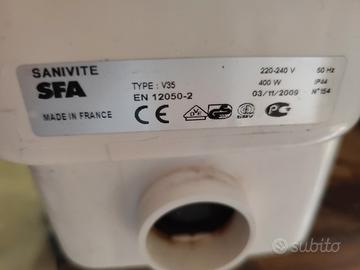 SANIVITE
SFA
MADE IN FRANCE
TYPE : V35
EN 12050-2
220-240 V 50 Hz
400 W IP44
03/11/2009 N°154
CE
subito